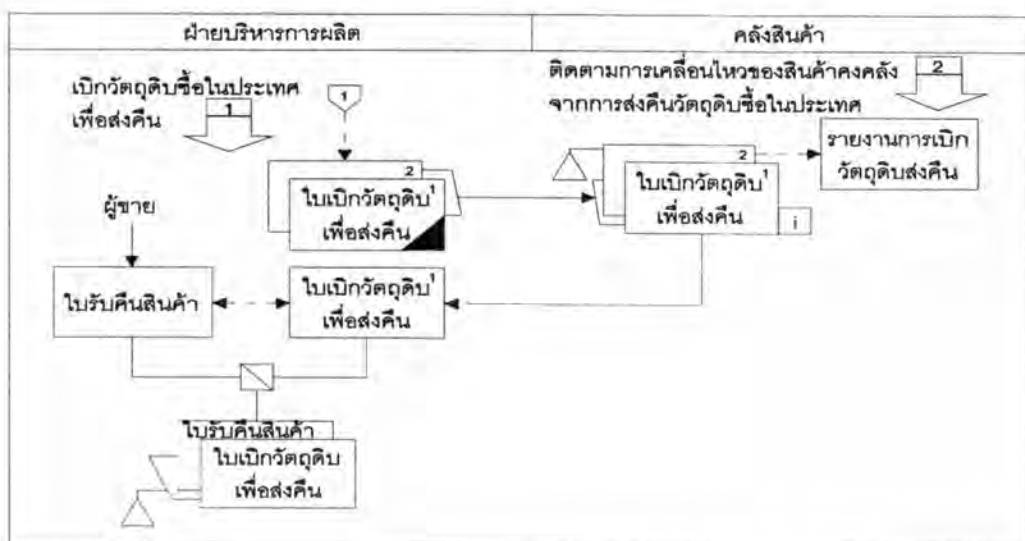 ฝ่ายบริหารการผลิต
คลังสินค้า
เบิกวัตถุดิบซื้อในประเทศ
เพื่อส่งคืน
1
1
ติดตามการเคลื่อนไหวของสินค้าคงคลัง
จากการส่งคืนวัตถุดิบซื้อในประเทศ
2
2
ใบเบิกวัตถุดิบ1
เพื่อส่งคืน
2
ใบเบิกวัตถุดิบ1
เพื่อส่งคืน
i
รายงานการเบิก
วัตถุดิบส่งคืน
ผู้ขาย
ใบรับคืนสินค้า
ใบเบิกวัตถุดิบ1
เพื่อส่งคืน
ใบรับคืนสินค้า
ใบเบิกวัตถุดิบ
เพื่อส่งคืน